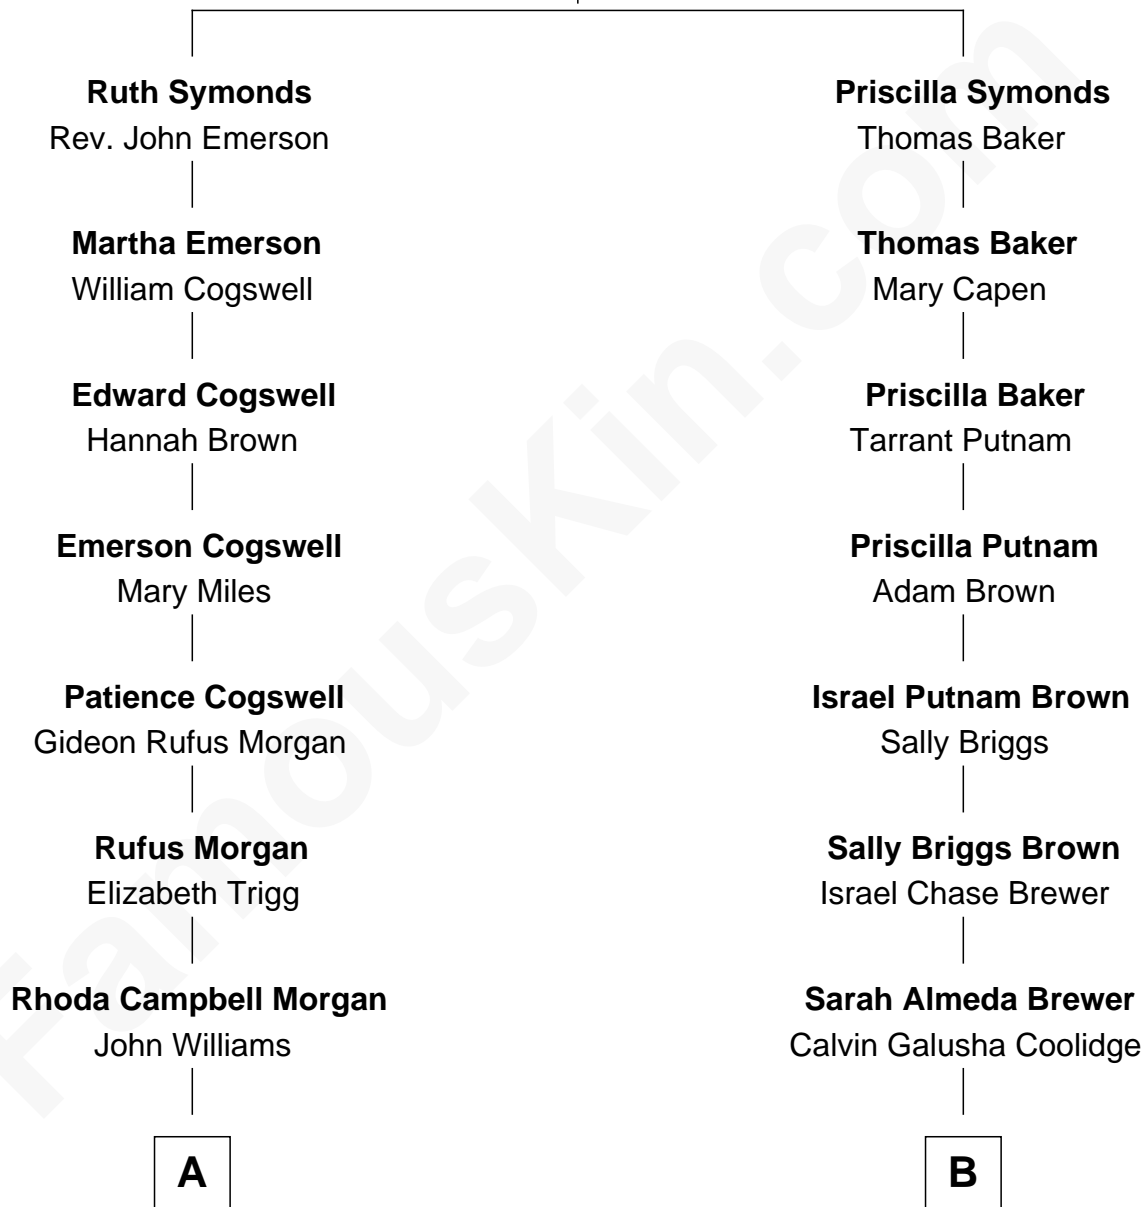 Ruth Symonds
Rev. John Emerson
Martha Emerson
William Cogswell
Edward Cogswell
Hannah Brown
Emerson Cogswell
Mary Miles
Patience Cogswell
Gideon Rufus Morgan
Rufus Morgan
Elizabeth Trigg
Rhoda Campbell Morgan
John Williams
A
Priscilla Symonds
Thomas Baker
Thomas Baker
Mary Capen
Priscilla Baker
Tarrant Putnam
Priscilla Putnam
Adam Brown
Israel Putnam Brown
Sally Briggs
Sally Briggs Brown
Israel Chase Brewer
Sarah Almeda Brewer
Calvin Galusha Coolidge
B
FamousKin.com